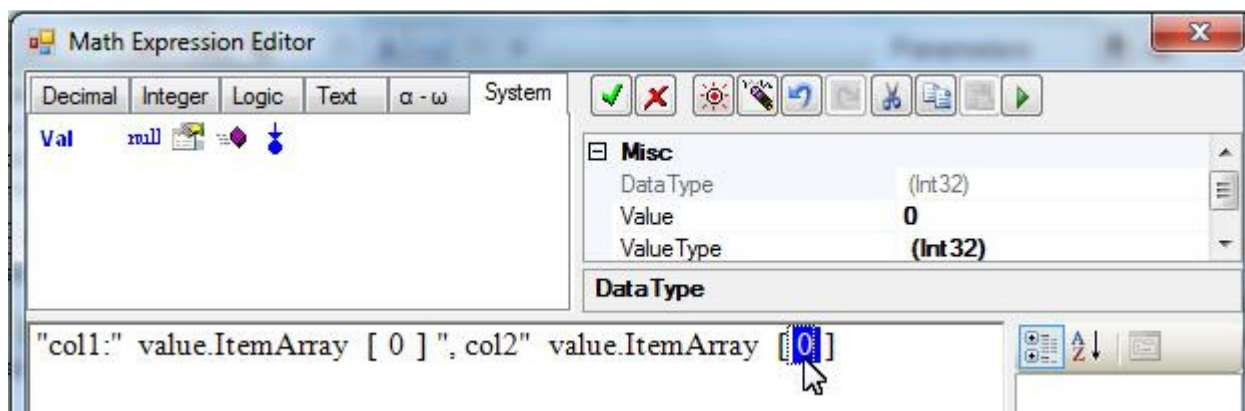 Math Expression Editor
Decimal Integer Logic Text α - ω System
Val null
Misc
DataType (Int32)
Value 0
ValueType (Int32)
DataType
"col1:" value.ItemArray [ 0 ] ", col2" value.ItemArray [ 0 ]